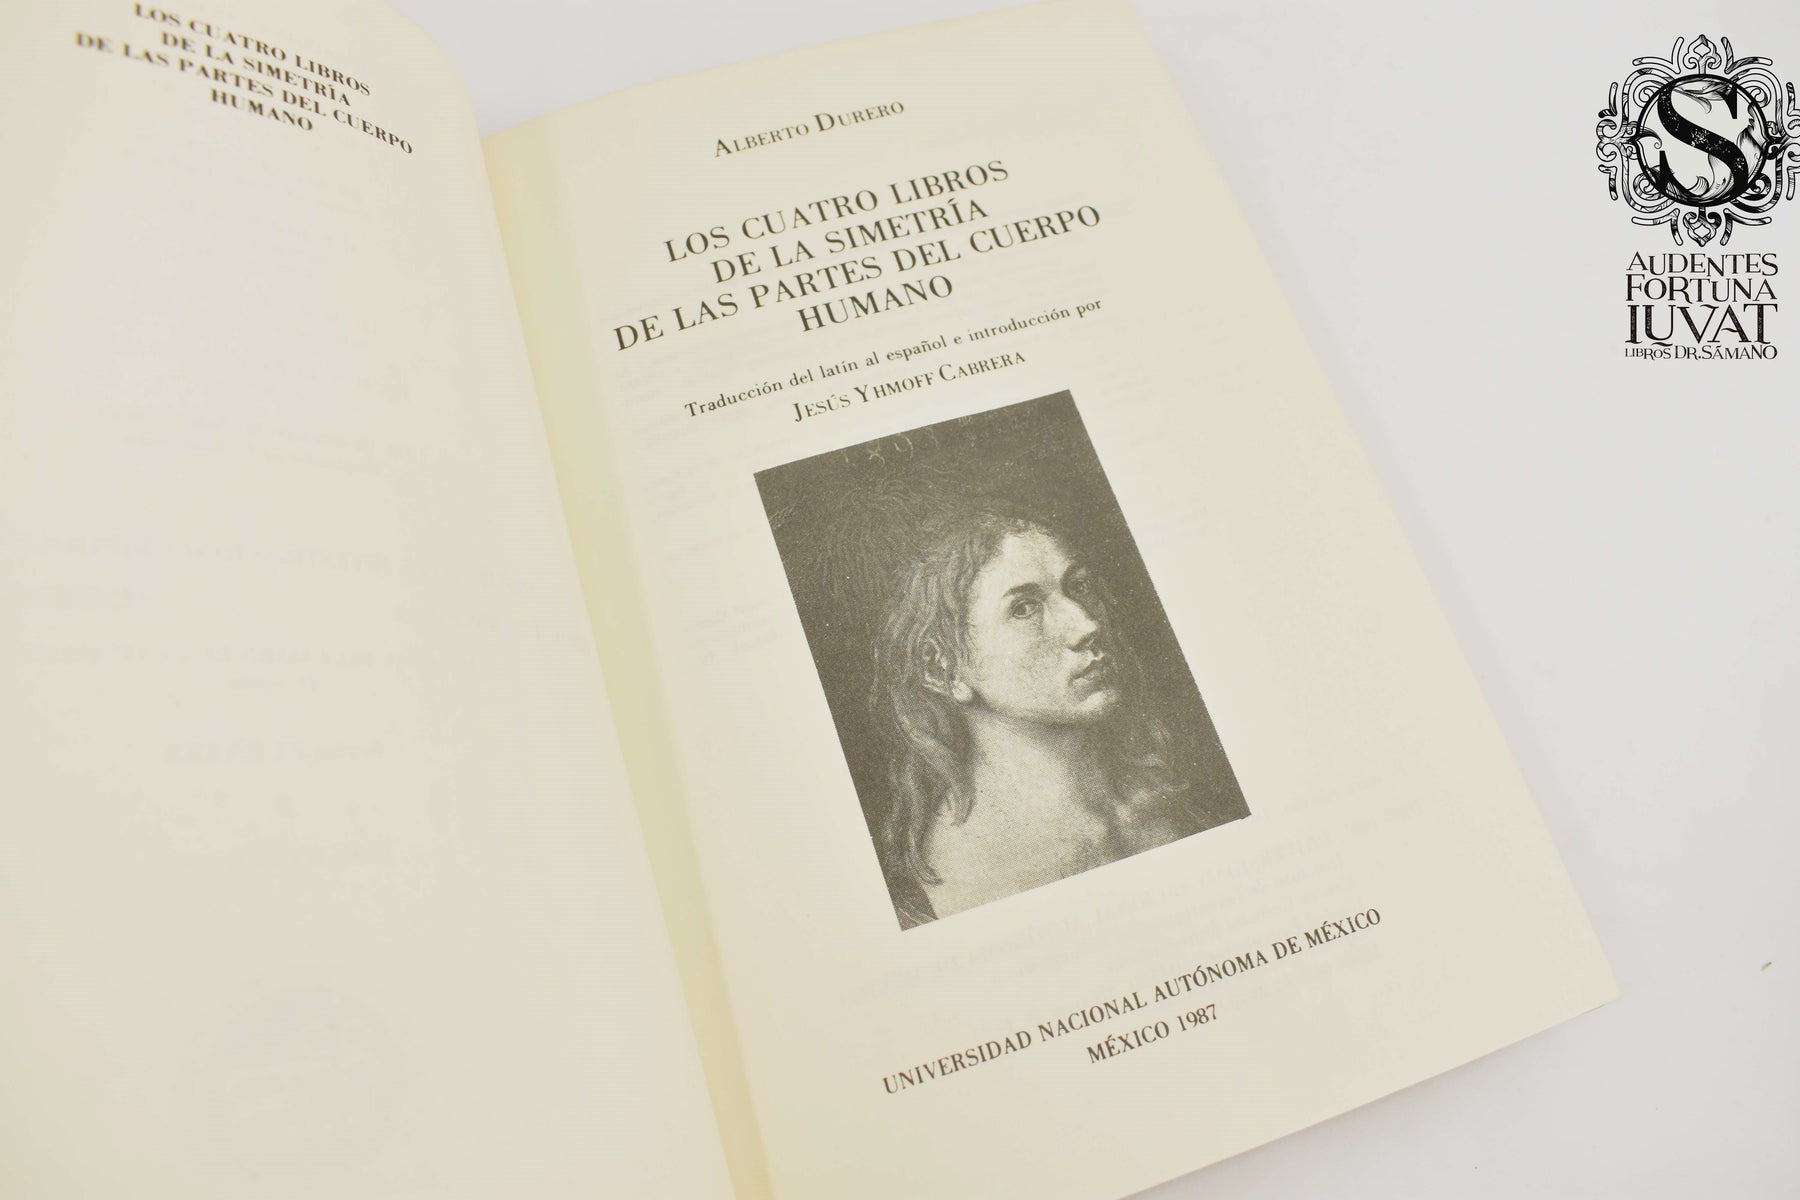 LOS CUATRO LIBROS
DE LA SIMETRÍA
DE LAS PARTES DEL CUERPO
HUMANO
ALBERTO DURERO
LOS CUATRO LIBROS
DE LA SIMETRÍA
DE LAS PARTES DEL CUERPO
HUMANO
Traducción del latín al español e introducción por
JESÚS YHMOFF CABRERA
UNIVERSIDAD NACIONAL AUTÓNOMA DE MÉXICO
MÉXICO 1987
S
AUDENTES
FORTUNA
IUVAT
LIBROS DR. SÁMANO